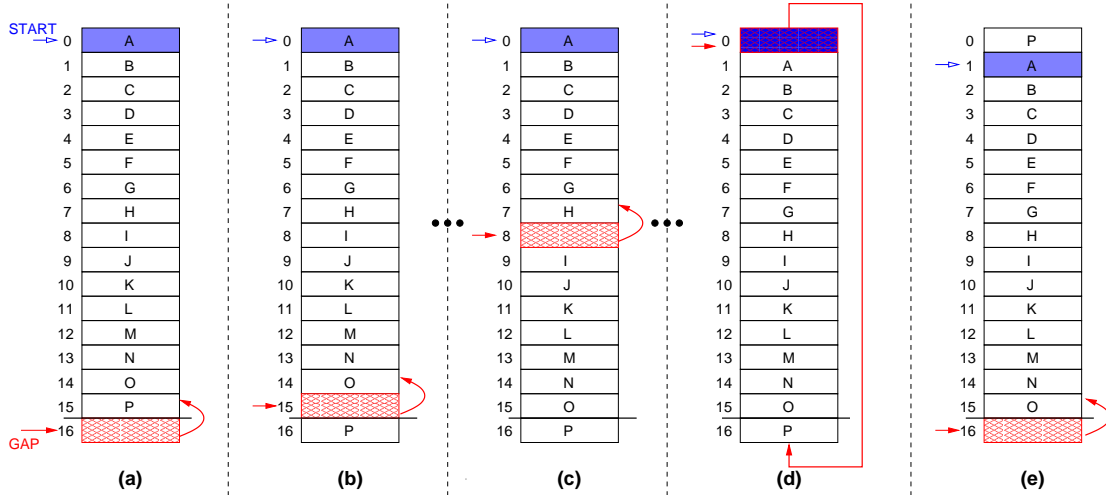 START
0 A
1 B
2 C
3 D
4 E
5 F
6 G
7 H
8 I
9 J
10 K
11 L
12 M
13 N
14 O
15 P
16
GAP
(a)
0 A
1 B
2 C
3 D
4 E
5 F
6 G
7 H
8 I
9 J
10 K
11 L
12 M
13 N
14 O
15
16 P
(b)
0 A
1 B
2 C
3 D
4 E
5 F
6 G
7 H
8
9 I
10 J
11 K
12 L
13 M
14 N
15 O
16 P
(c)
0
1 A
2 B
3 C
4 D
5 E
6 F
7 G
8 H
9 I
10 J
11 K
12 L
13 M
14 N
15 O
16 P
(d)
0 P
1 A
2 B
3 C
4 D
5 E
6 F
7 G
8 H
9 I
10 J
11 K
12 L
13 M
14 N
15 O
16
(e)